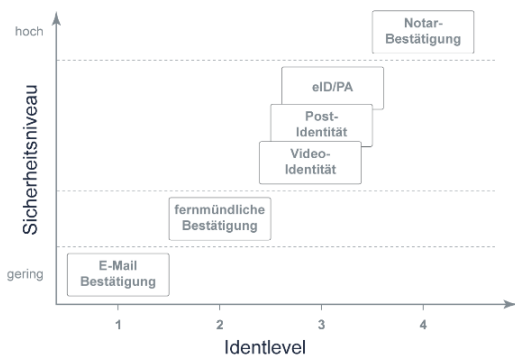 hoch
Notar-
Bestätigung
eID/PA
Post-
Identität
Video-
Identität
fernmündliche
Bestätigung
E-Mail
Bestätigung
gering
Sicherheitsniveau
1
2
3
4
Identlevel